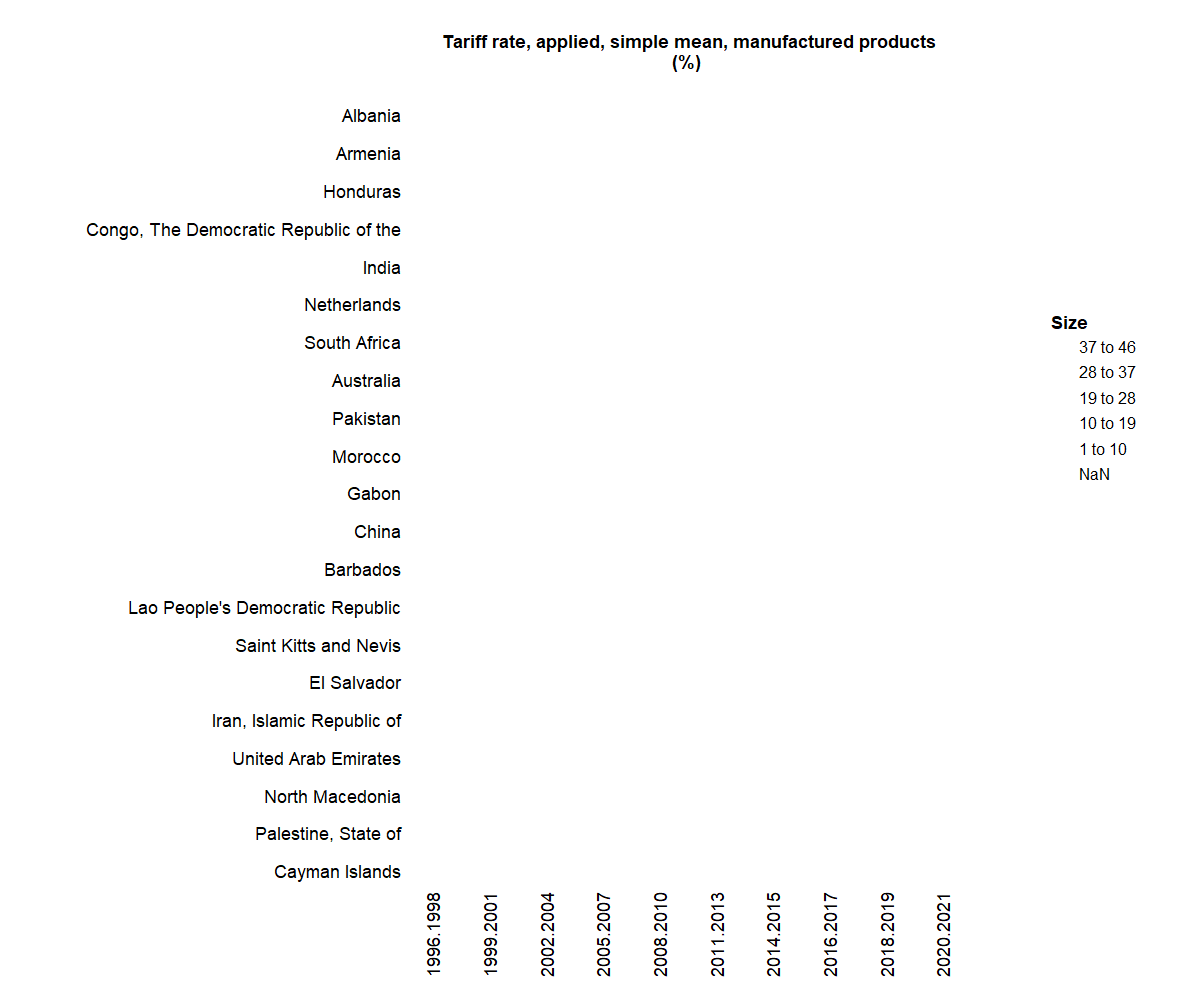 Tariff rate, applied, simple mean, manufactured products
(%)
Albania
Armenia
Honduras
Congo, The Democratic Republic of the
India
Netherlands
South Africa
Australia
Pakistan
Morocco
Gabon
China
Barbados
Lao People's Democratic Republic
Saint Kitts and Nevis
El Salvador
Iran, Islamic Republic of
United Arab Emirates
North Macedonia
Palestine, State of
Cayman Islands
1996.1998
1999.2001
2002.2004
2005.2007
2008.2010
2011.2013
2014.2015
2016.2017
2018.2019
2020.2021
Size
37 to 46
28 to 37
19 to 28
10 to 19
1 to 10
NaN